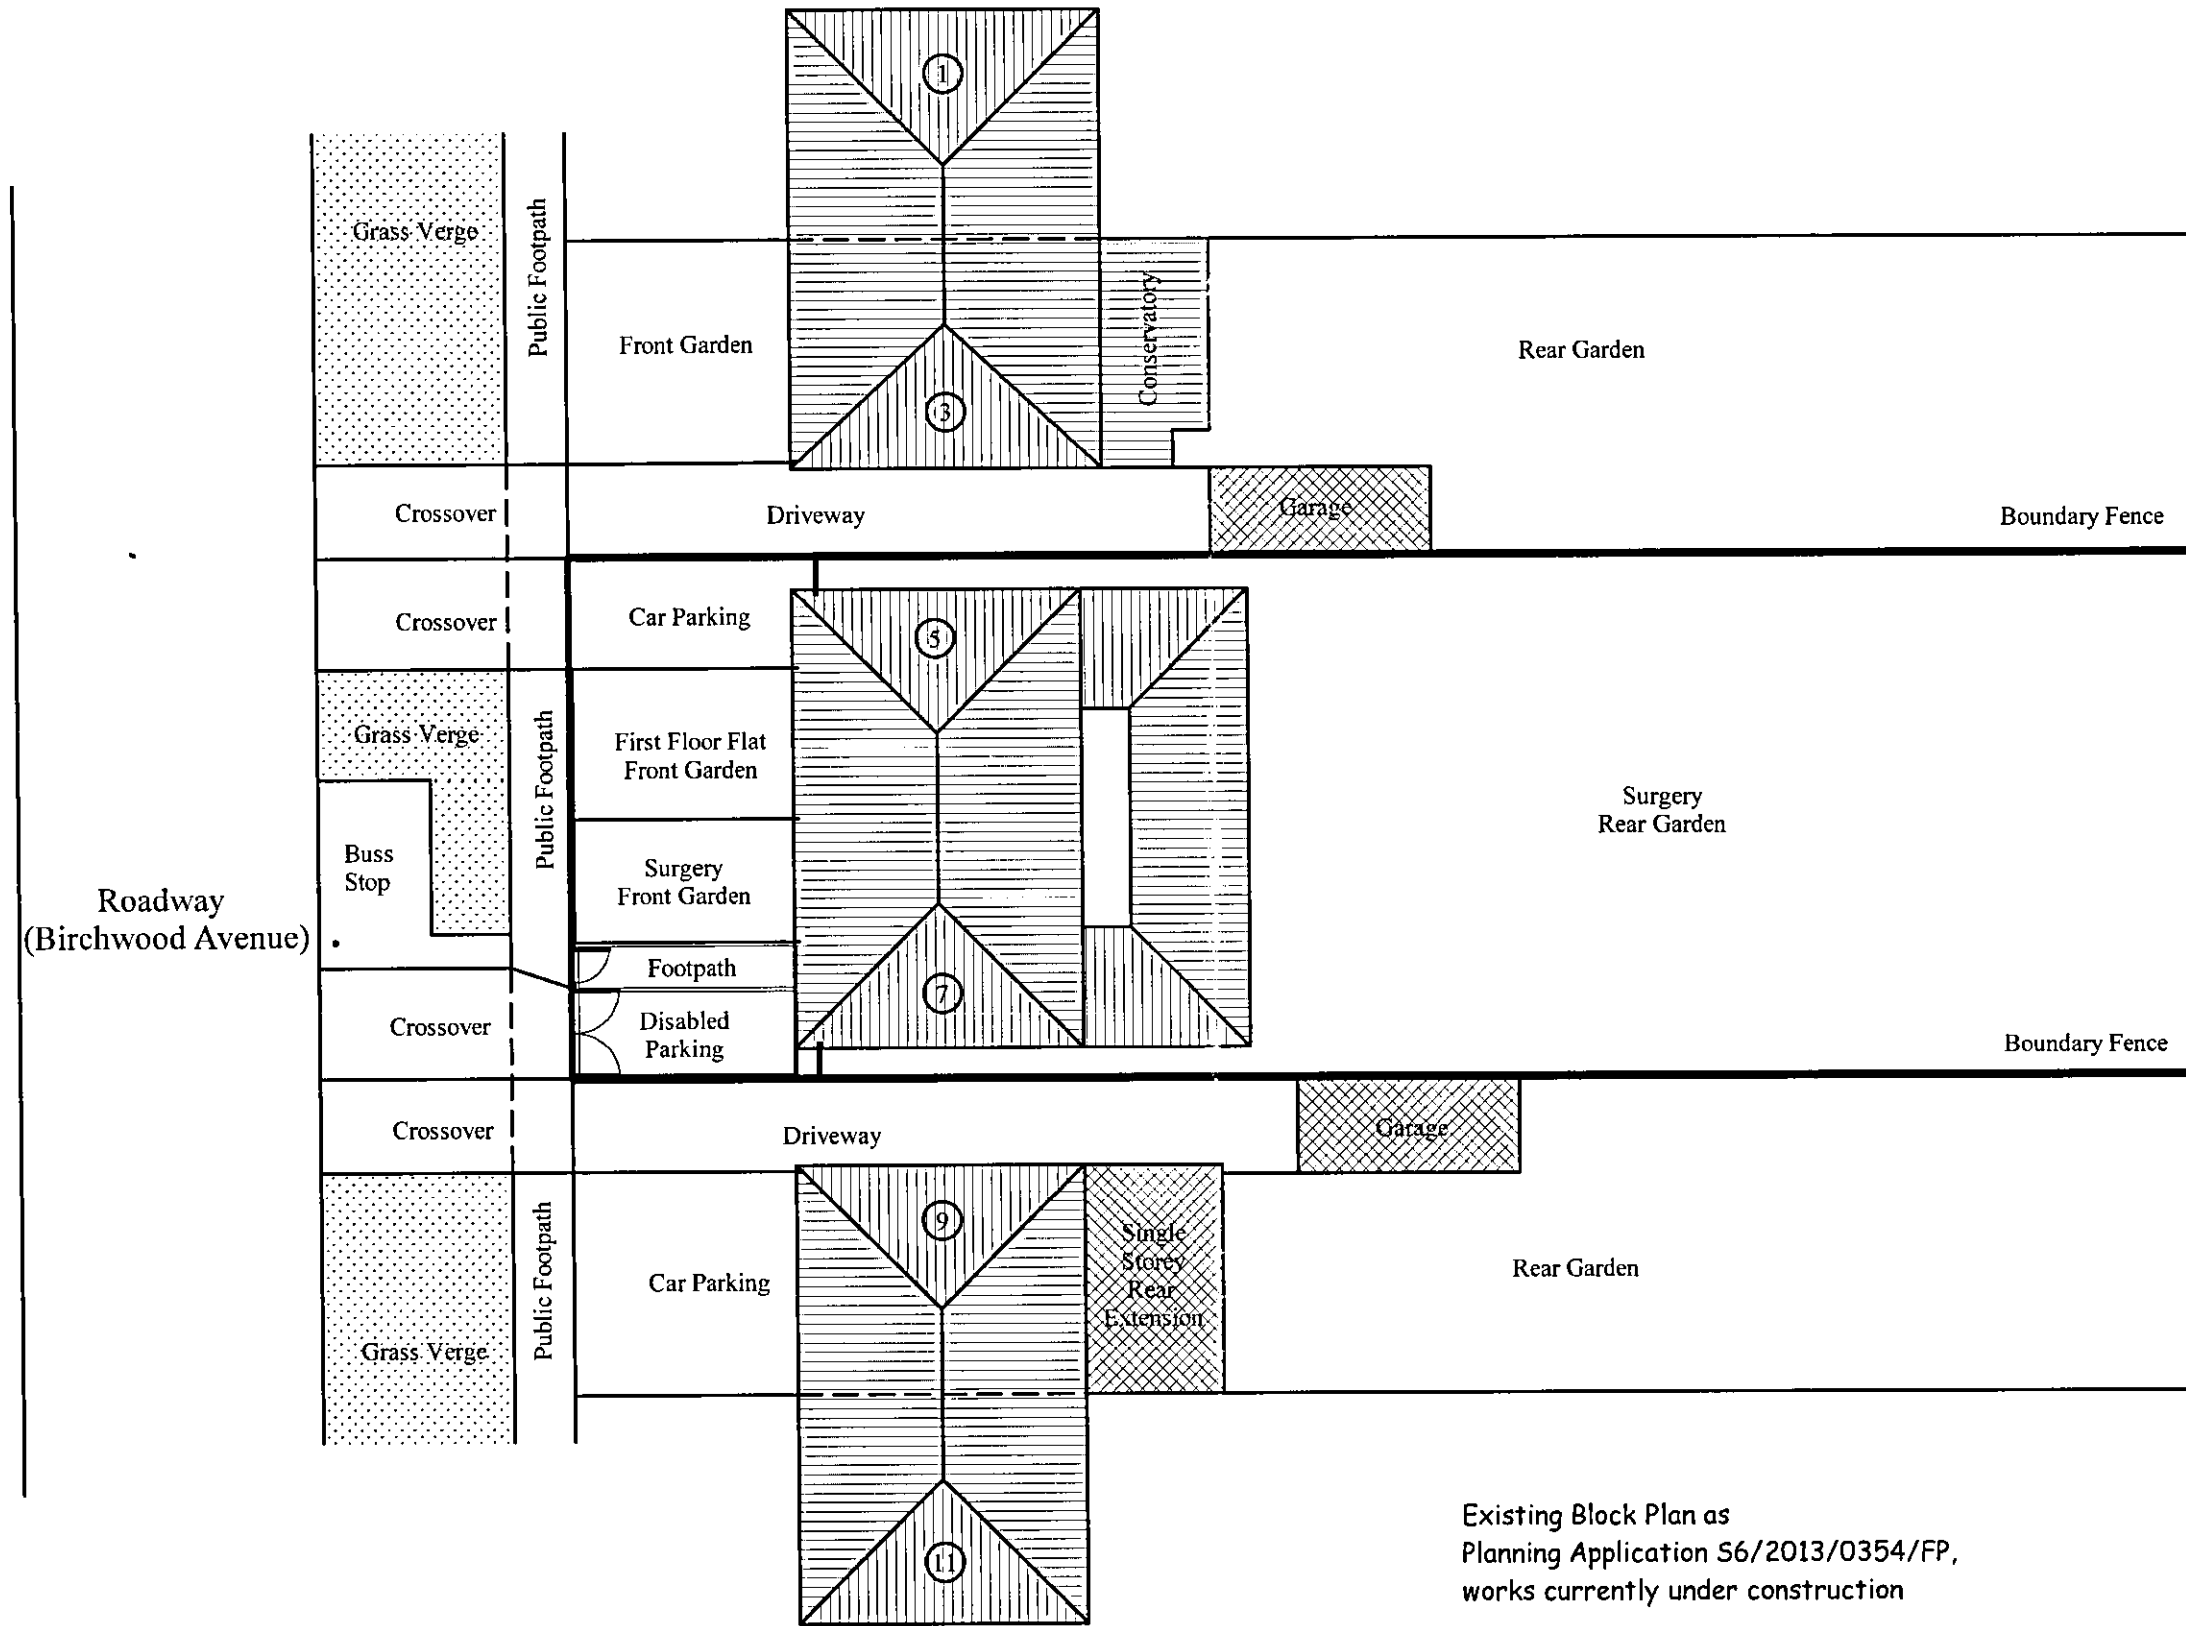 1
Grass Verge
Public Footpath
Front Garden
Conservatory
Rear Garden
3
Crossover
Driveway
Garage
Boundary Fence
Crossover
Car Parking
5
Grass Verge
Public Footpath
First Floor Flat
Front Garden
Surgery
Rear Garden
Buss
Stop
Surgery
Front Garden
Roadway
(Birchwood Avenue)
Footpath
7
Crossover
Disabled
Parking
Boundary Fence
Crossover
Driveway
Garage
9
Public Footpath
Car Parking
Single
Storey
Rear
Extension
Rear Garden
Grass Verge
11
Existing Block Plan as
Planning Application S6/2013/0354/FP,
works currently under construction